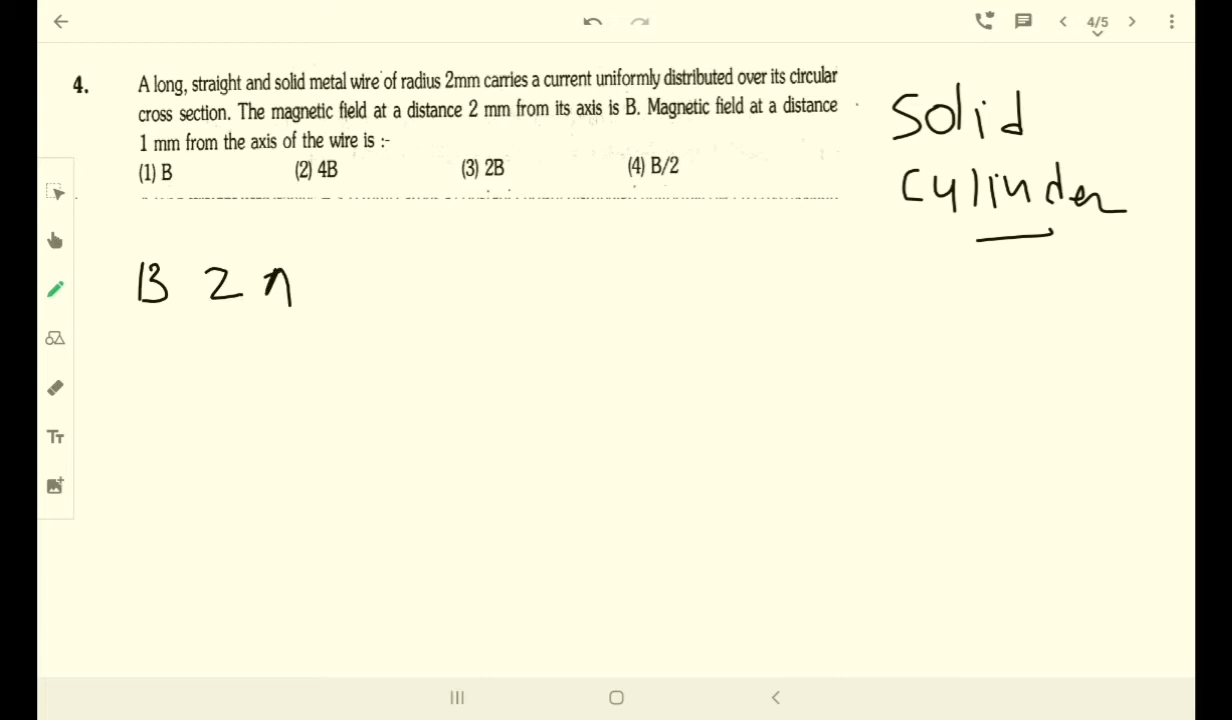 4/5
4. A long, straight and solid metal wire of radius 2mm carries a current uniformly distributed over its circular
cross section. The magnetic field at a distance 2 mm from its axis is B. Magnetic field at a distance
1 mm from the axis of the wire is :-
(1) B (2) 4B (3) 2B (4) B/2
Solid
cylinder
B 2 n
TT